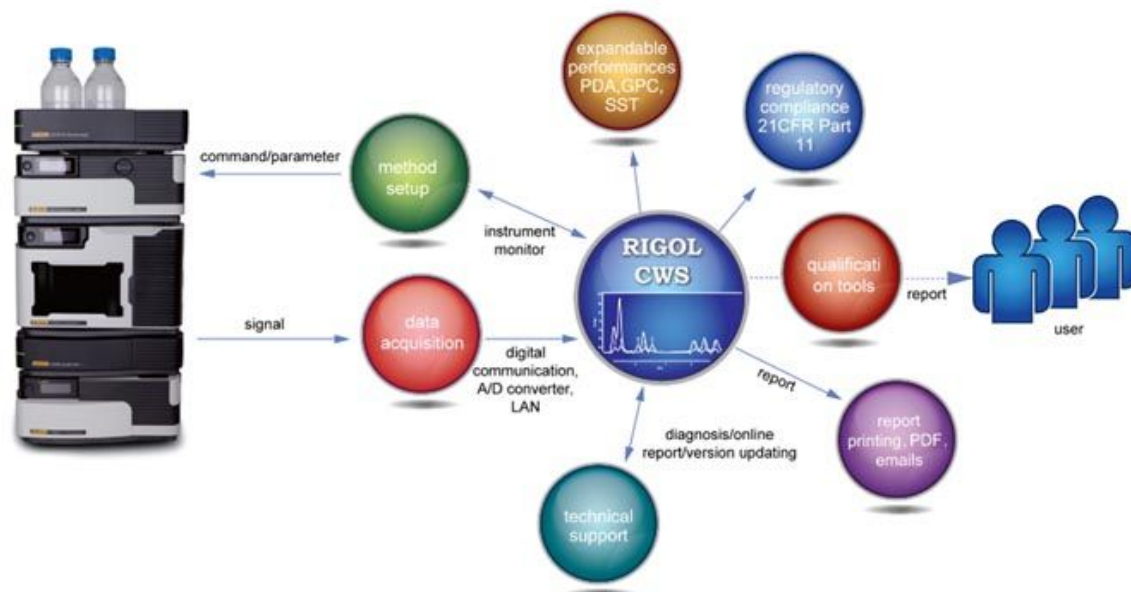 expandable
performances
PDA,GPC,
SST
regulatory
compliance
21CFR Part
11
command/parameter
method
setup
instrument
monitor
RIGOL
CWS
qualificati
on tools
report
user
signal
data
acquisition
digital
communication,
A/D converter,
LAN
report
report
printing, PDF,
emails
diagnosis/online
report/version updating
technical
support